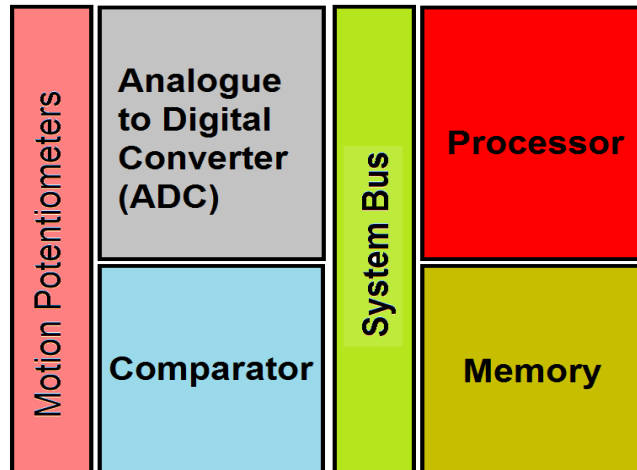 Motion Potentiometers
Analogue
to Digital
Converter
(ADC)
Comparator
System Bus
Processor
Memory